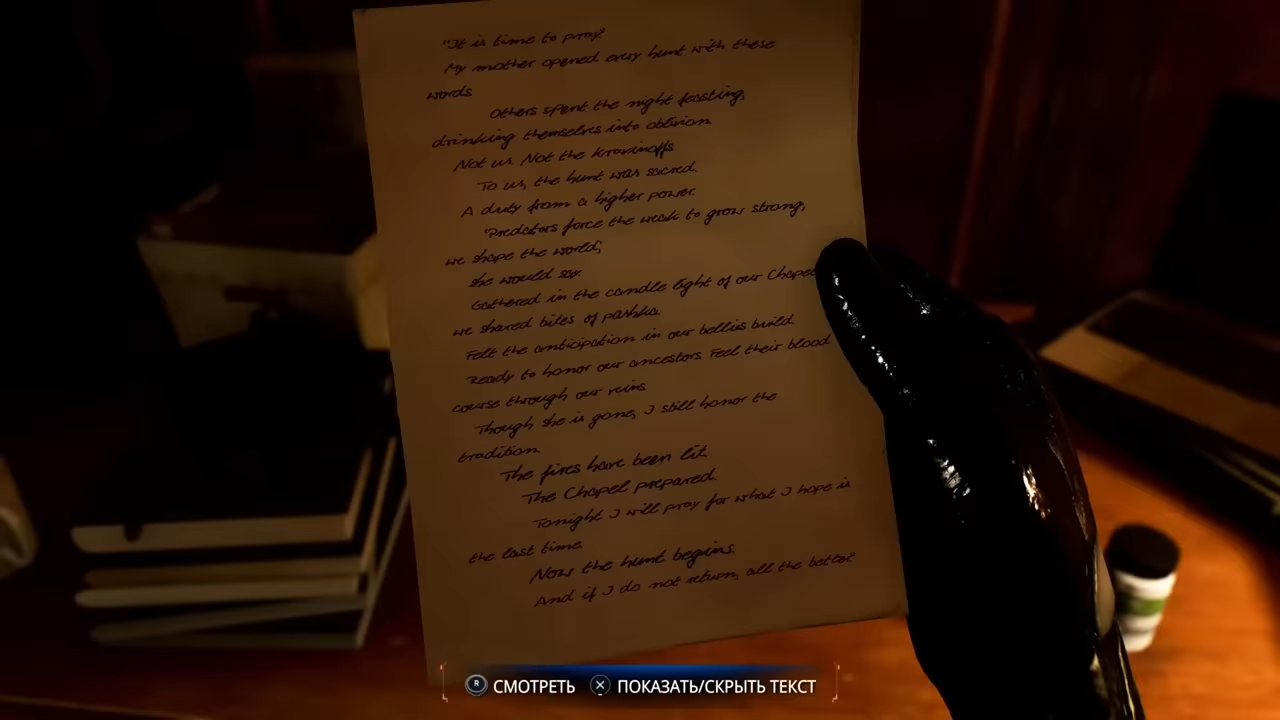 "It is time to pray."
My mother opened every hunt with these
words.
Others spent the night feasting,
drinking themselves into oblivion.
Not us. Not the Kravinoffs.
To us, the hunt was sacred.
A duty from a higher power.
"Predators force the weak to grow strong,
we shape the world,"
she would say.
Gathered in the candle light of our Chapel
we shared bites of pashka.
Felt the anticipation in our bellies build.
Ready to honor our ancestors. Feel their blood
course through our veins.
Though she is gone, I still honor the
tradition.
The fires have been lit.
The Chapel prepared.
Tonight I will pray for what I hope is
the last time.
Now the hunt begins.
And if I do not return, all the better.
R СМОТРЕТЬ ✕ ПОКАЗАТЬ/СКРЫТЬ ТЕКСТ